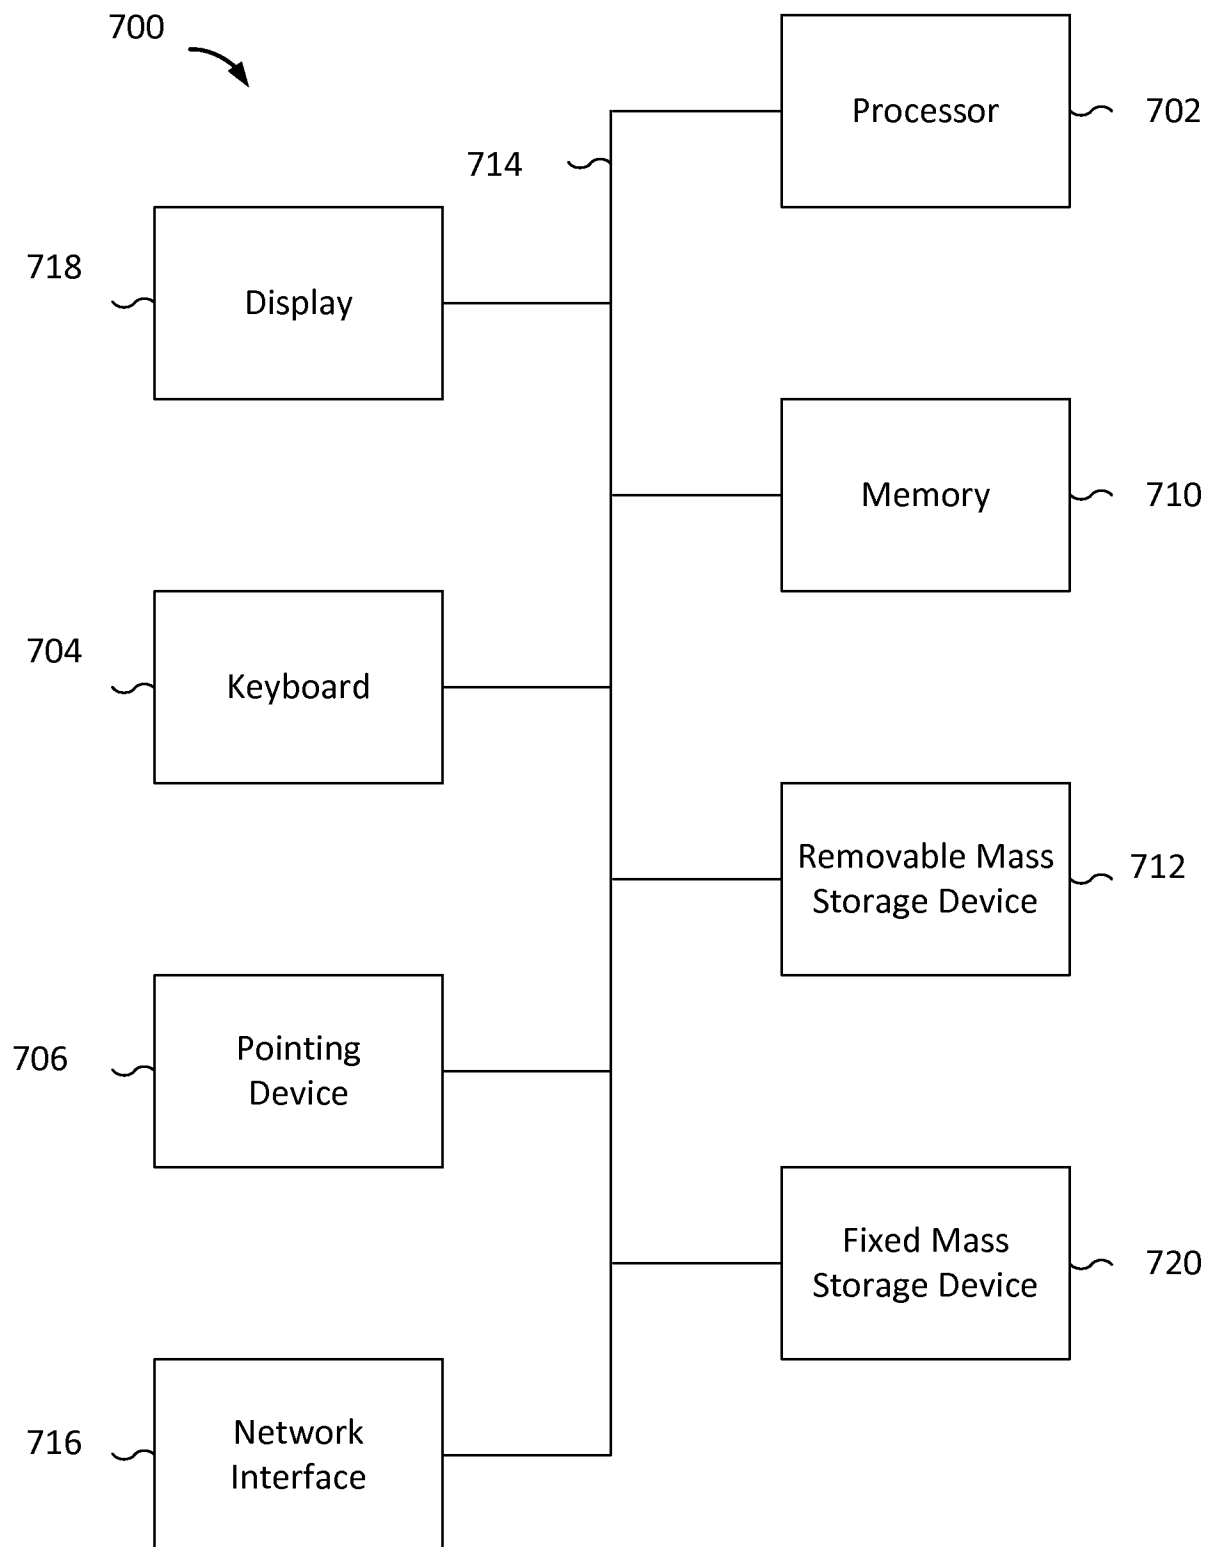 700
Processor
702
714
718
Display
Memory
710
704
Keyboard
Removable Mass
Storage Device
712
706
Pointing
Device
Fixed Mass
Storage Device
720
716
Network
Interface